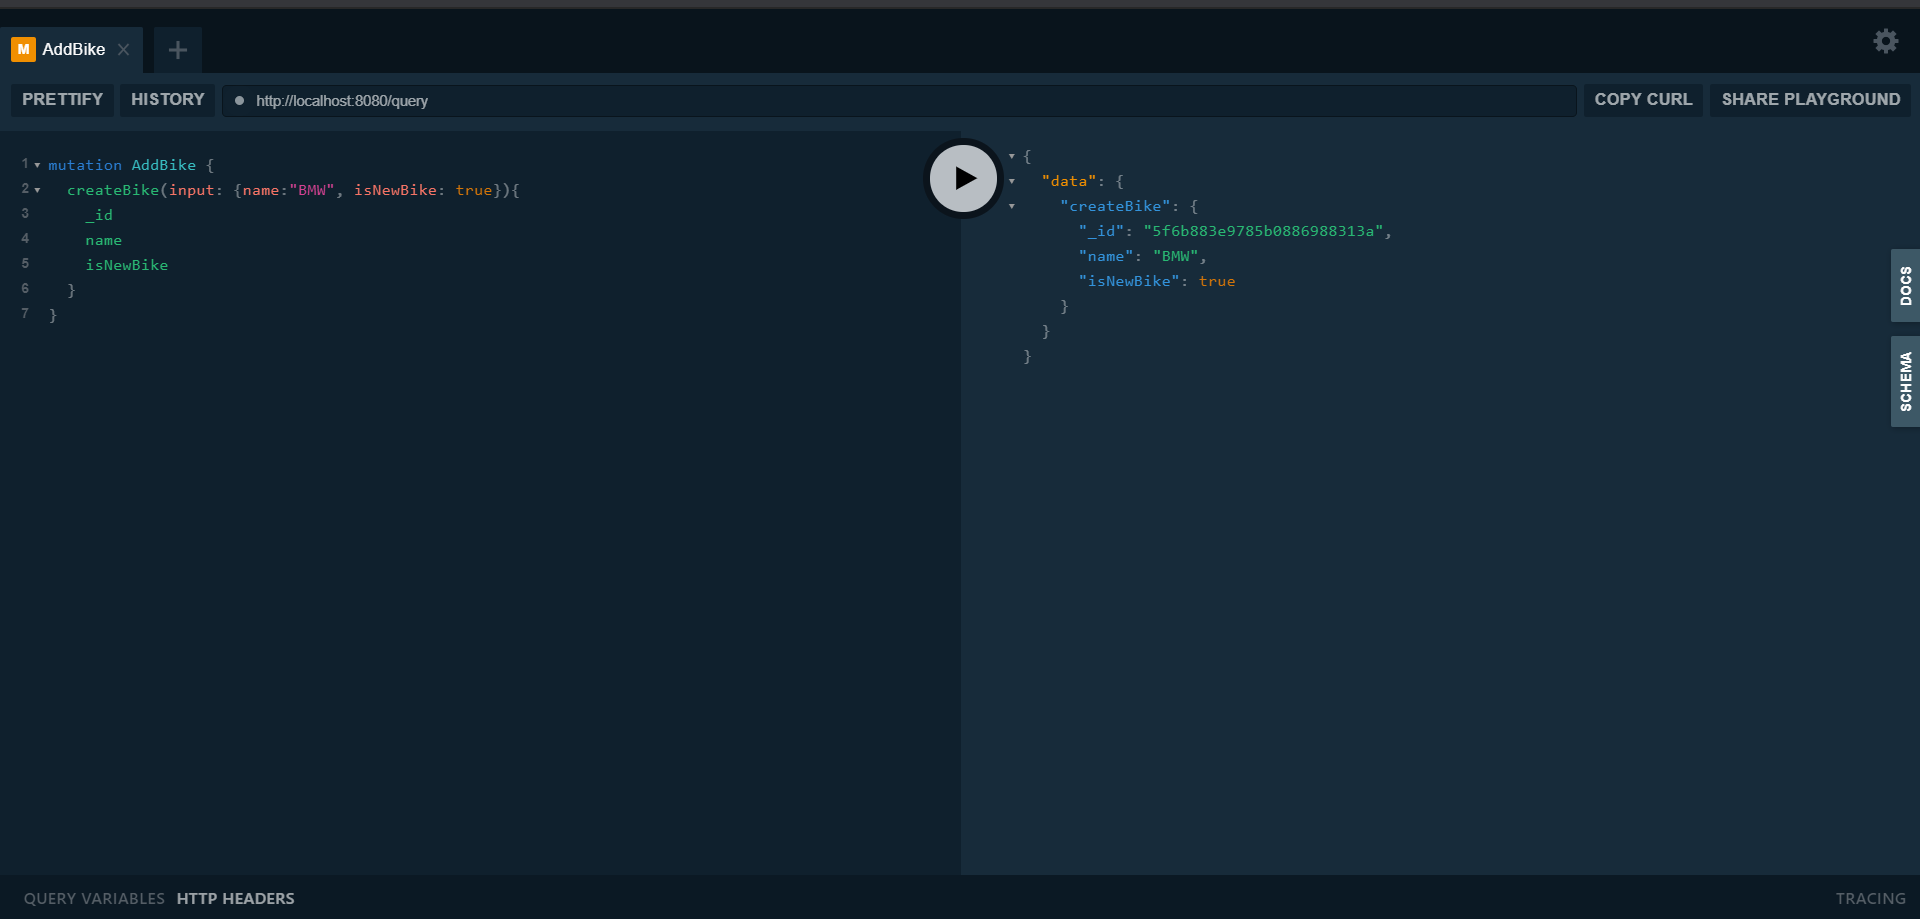 M AddBike
PRETTIFY HISTORY http://localhost:8080/query COPY CURL SHARE PLAYGROUND
1 mutation AddBike {
2 createBike(input: {name:"BMW", isNewBike: true}){
3 _id
4 name
5 isNewBike
6 }
7 }
{
"data": {
"createBike": {
"_id": "5f6b883e9785b0886988313a",
"name": "BMW",
"isNewBike": true
}
}
}
DOCS
SCHEMA
QUERY VARIABLES HTTP HEADERS TRACING